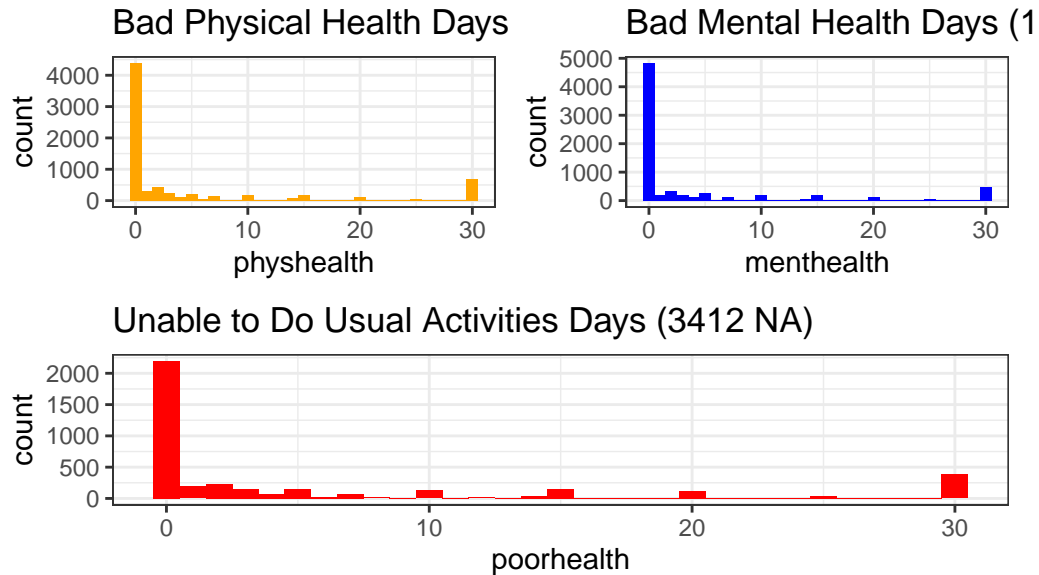 Bad Physical Health Days
count
4000
3000
2000
1000
0
0 10 20 30
physhealth
Bad Mental Health Days (1
count
5000
4000
3000
2000
1000
0
0 10 20 30
menthealth
Unable to Do Usual Activities Days (3412 NA)
count
2000
1500
1000
500
0
0 10 20 30
poorhealth